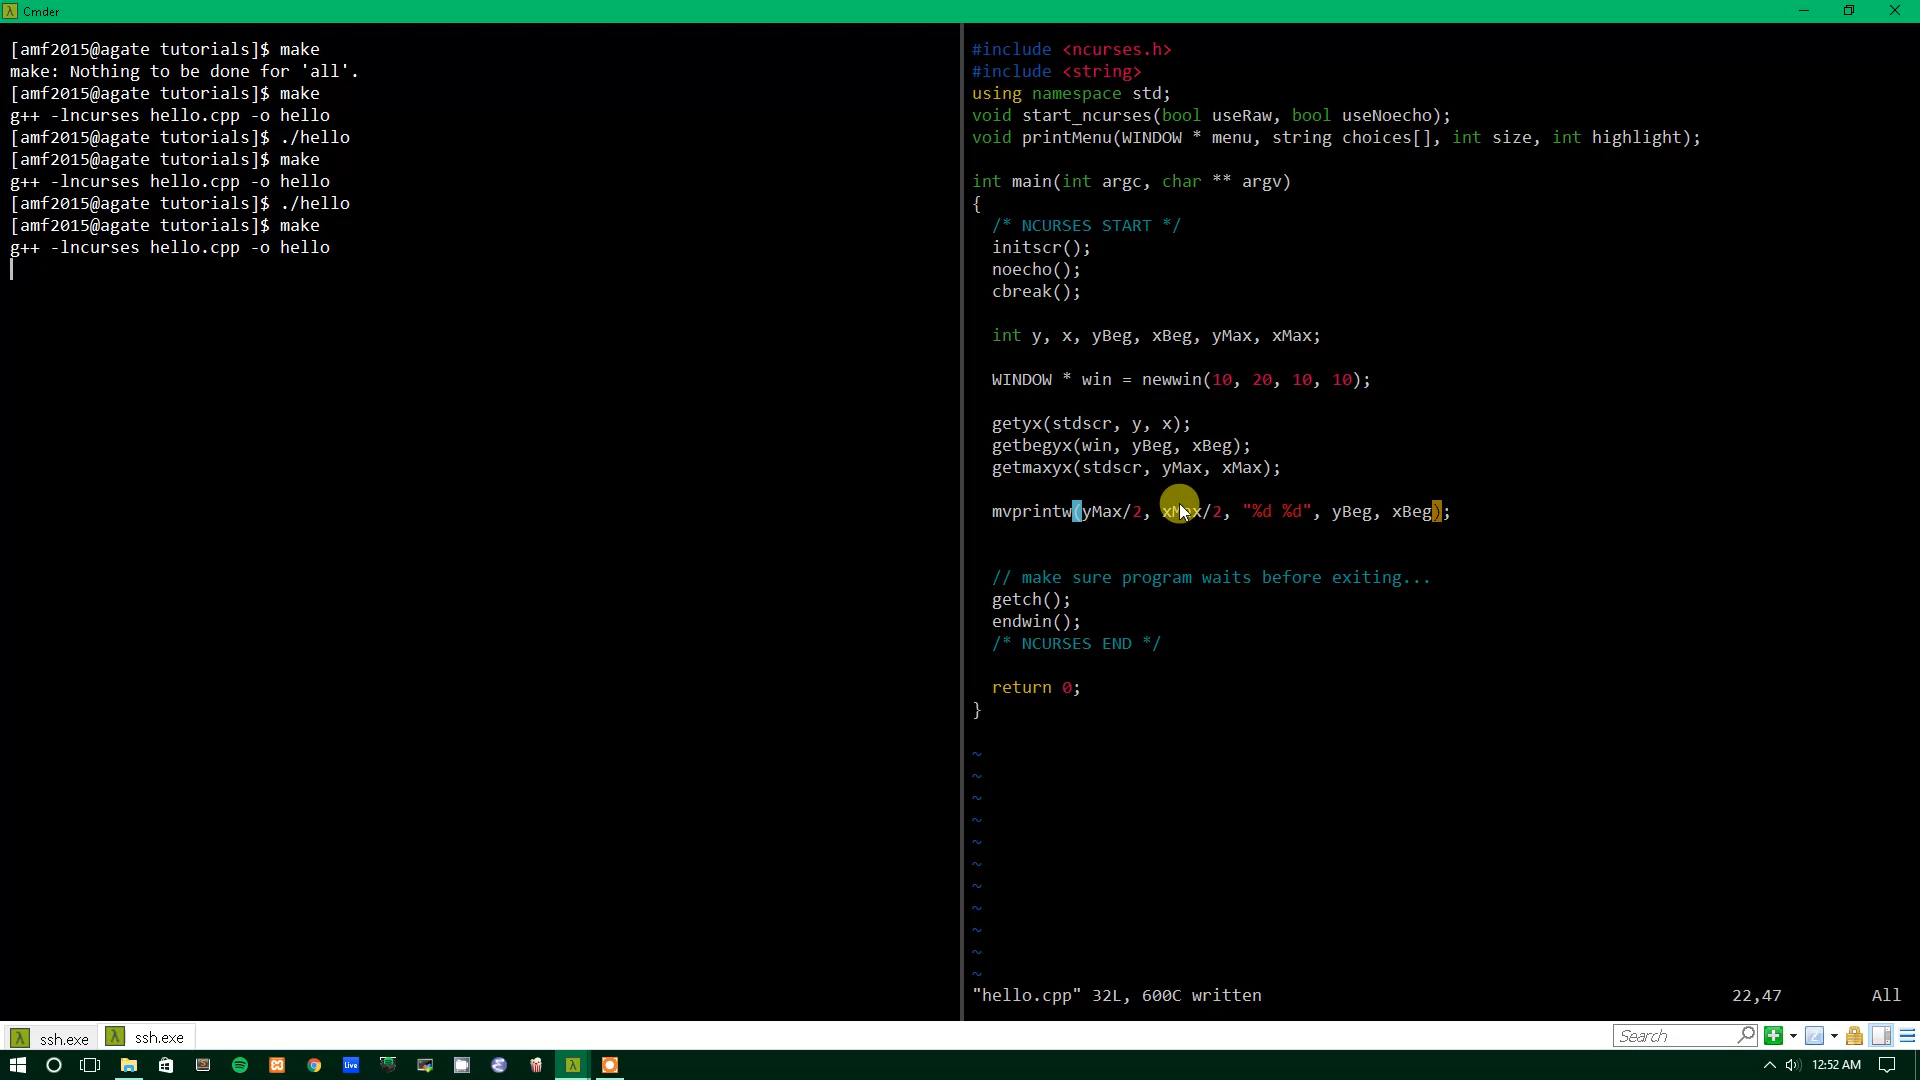 Cmder
[amf2015@agate tutorials]$ make
make: Nothing to be done for 'all'.
[amf2015@agate tutorials]$ make
g++ -lncurses hello.cpp -o hello
[amf2015@agate tutorials]$ ./hello
[amf2015@agate tutorials]$ make
g++ -lncurses hello.cpp -o hello
[amf2015@agate tutorials]$ ./hello
[amf2015@agate tutorials]$ make
g++ -lncurses hello.cpp -o hello
#include <ncurses.h>
#include <string>
using namespace std;
void start_ncurses(bool useRaw, bool useNoecho);
void printMenu(WINDOW * menu, string choices[], int size, int highlight);
int main(int argc, char ** argv)
{
/* NCURSES START */
initscr();
noecho();
cbreak();
int y, x, yBeg, xBeg, yMax, xMax;
WINDOW * win = newwin(10, 20, 10, 10);
getyx(stdscr, y, x);
getbegyx(win, yBeg, xBeg);
getmaxyx(stdscr, yMax, xMax);
mvprintw(yMax/2, xMax/2, "%d %d", yBeg, xBeg);
// make sure program waits before exiting...
getch();
endwin();
/* NCURSES END */
return 0;
}
~
~
~
~
~
~
~
~
~
~
~
"hello.cpp" 32L, 600C written 22,47 All
ssh.exe ssh.exe Search
Live 12:52 AM